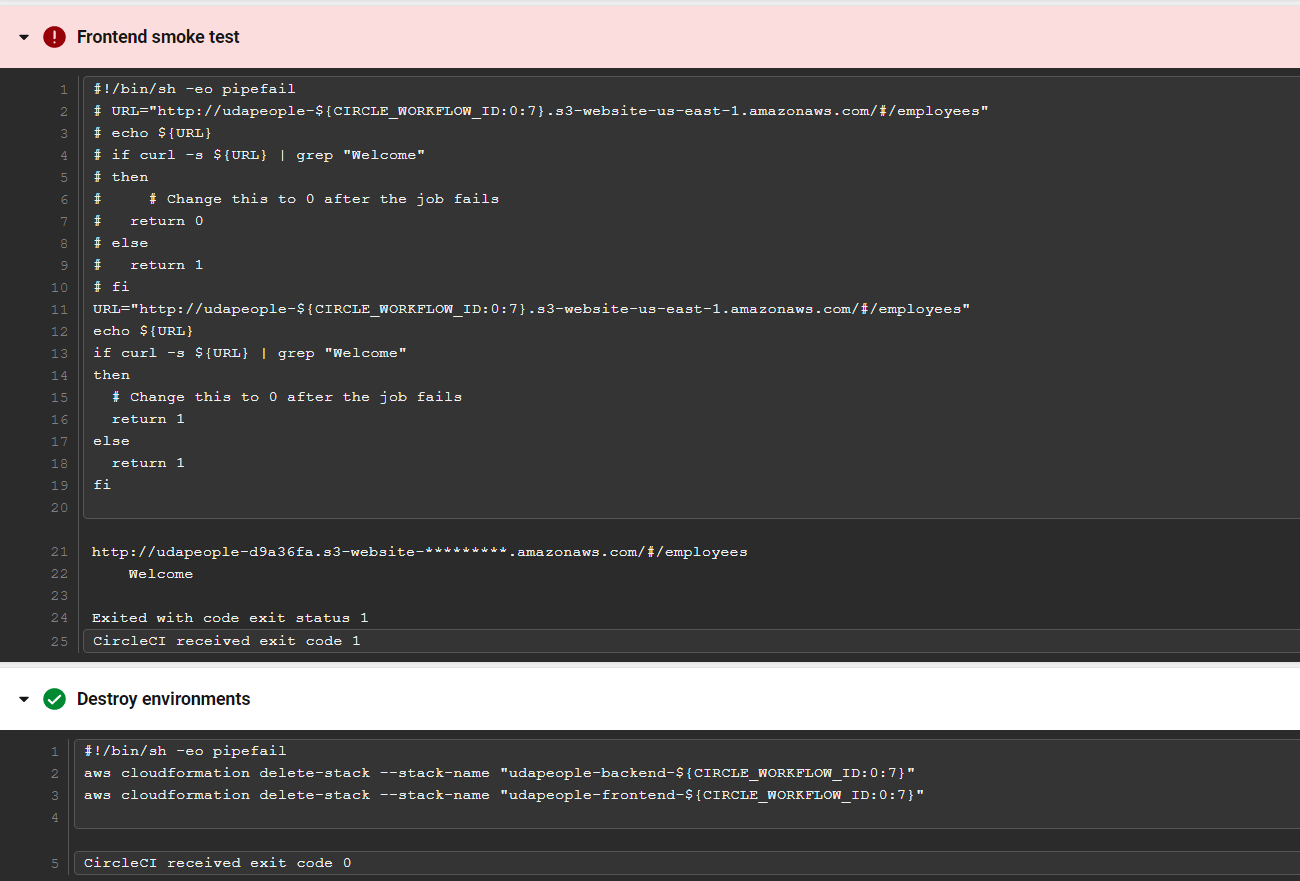 Frontend smoke test
1 #!/bin/sh -eo pipefail
2 # URL="http://udapeople-${CIRCLE_WORKFLOW_ID:0:7}.s3-website-us-east-1.amazonaws.com/#/employees"
3 # echo ${URL}
4 # if curl -s ${URL} | grep "Welcome"
5 # then
6 #     # Change this to 0 after the job fails
7 #   return 0
8 # else
9 #   return 1
10 # fi
11 URL="http://udapeople-${CIRCLE_WORKFLOW_ID:0:7}.s3-website-us-east-1.amazonaws.com/#/employees"
12 echo ${URL}
13 if curl -s ${URL} | grep "Welcome"
14 then
15   # Change this to 0 after the job fails
16   return 1
17 else
18   return 1
19 fi
20
21 http://udapeople-d9a36fa.s3-website-*********.amazonaws.com/#/employees
22     Welcome
23
24 Exited with code exit status 1
25 CircleCI received exit code 1
Destroy environments
1 #!/bin/sh -eo pipefail
2 aws cloudformation delete-stack --stack-name "udapeople-backend-${CIRCLE_WORKFLOW_ID:0:7}"
3 aws cloudformation delete-stack --stack-name "udapeople-frontend-${CIRCLE_WORKFLOW_ID:0:7}"
4
5 CircleCI received exit code 0